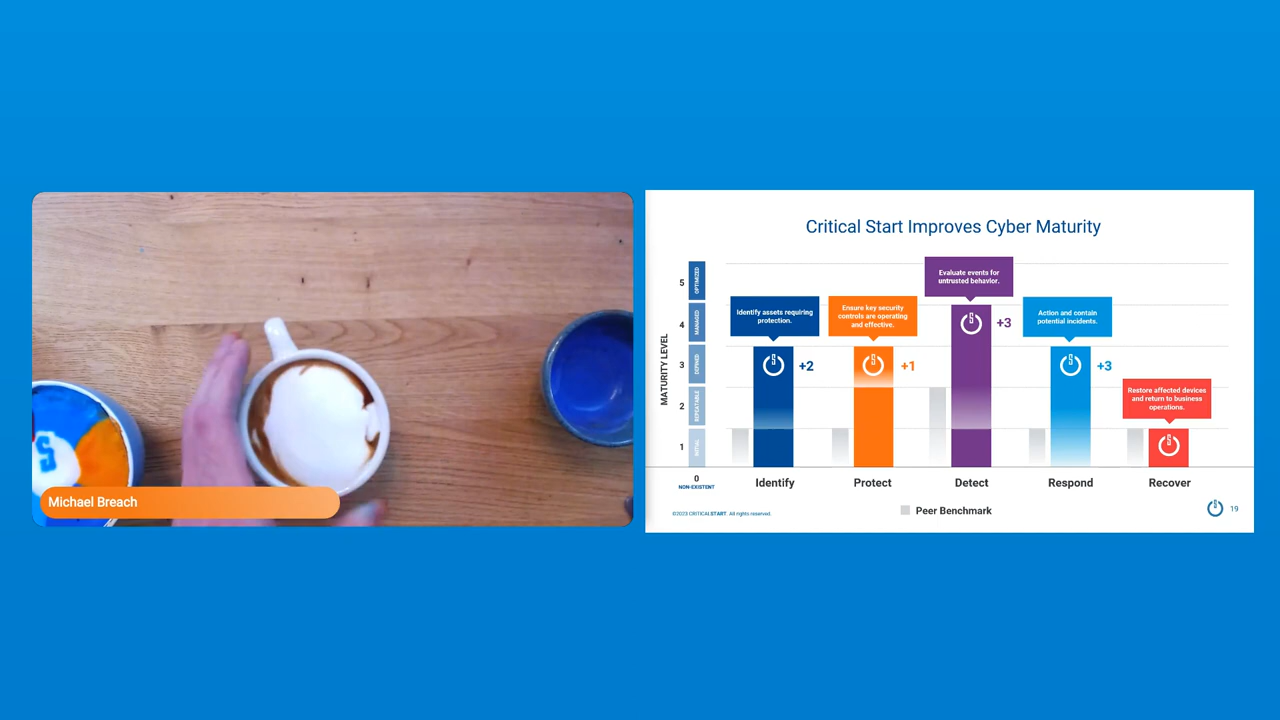 Michael Breach
Critical Start Improves Cyber Maturity
MATURITY LEVEL
5
OPTIMIZED
4
MANAGED
3
DEFINED
2
REPEATABLE
1
INITIAL
0
NON-EXISTENT
Identify assets requiring
protection.
+2
Identify
Ensure key security
controls are operating
and effective.
+1
Protect
Evaluate events for
untrusted behavior.
+3
Detect
Action and contain
potential incidents.
+3
Respond
Restore affected devices
and return to business
operations.
Recover
©2023 CRITICALSTART. All rights reserved.
Peer Benchmark
19